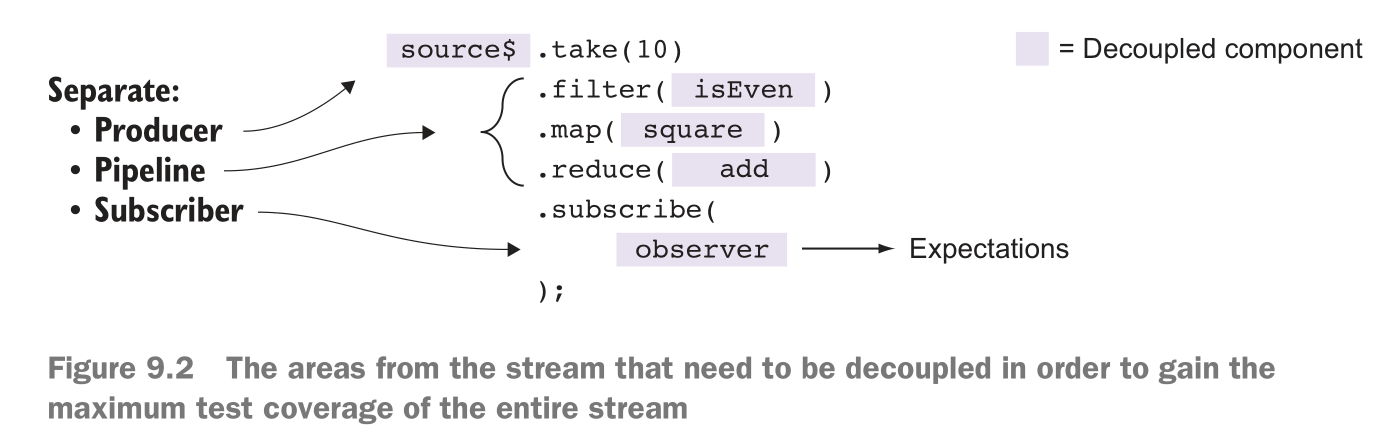 source$ .take(10)
= Decoupled component
Separate:
• Producer
• Pipeline
• Subscriber
.filter( isEven )
.map( square )
.reduce( add )
.subscribe(
observer
Expectations
);
Figure 9.2 The areas from the stream that need to be decoupled in order to gain the
maximum test coverage of the entire stream